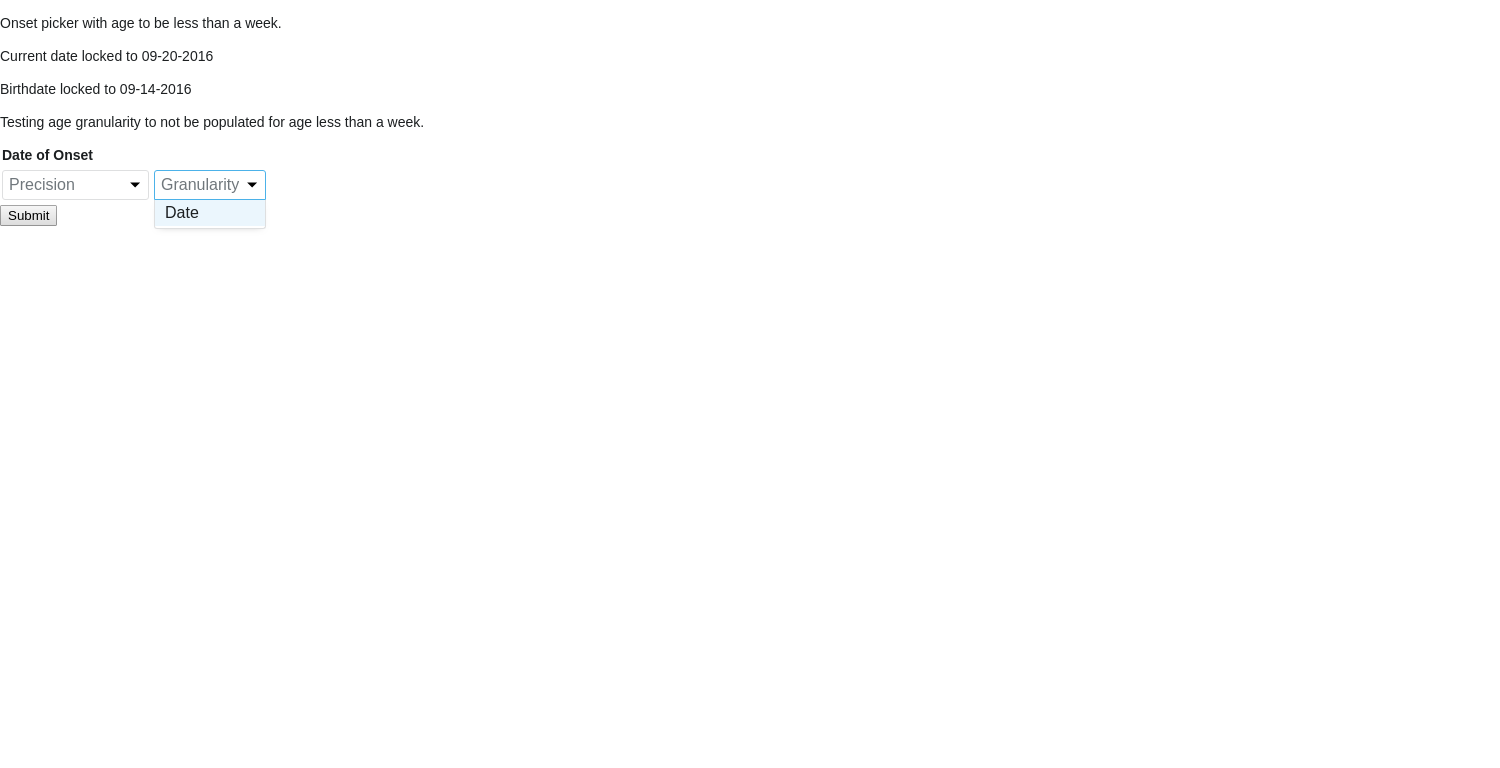 Onset picker with age to be less than a week.
Current date locked to 09-20-2016
Birthdate locked to 09-14-2016
Testing age granularity to not be populated for age less than a week.
Date of Onset
Precision Granularity
Date
Submit